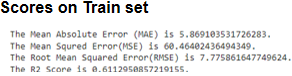 Scores on Train set
The Mean Absolute Error (MAE) is 5.869103531726283.
The Mean Squred Error(MSE) is 60.46402436494349.
The Root Mean Squared Error(RMSE) is 7.775861647749624.
The R2 Score is 0.6112950857219155.